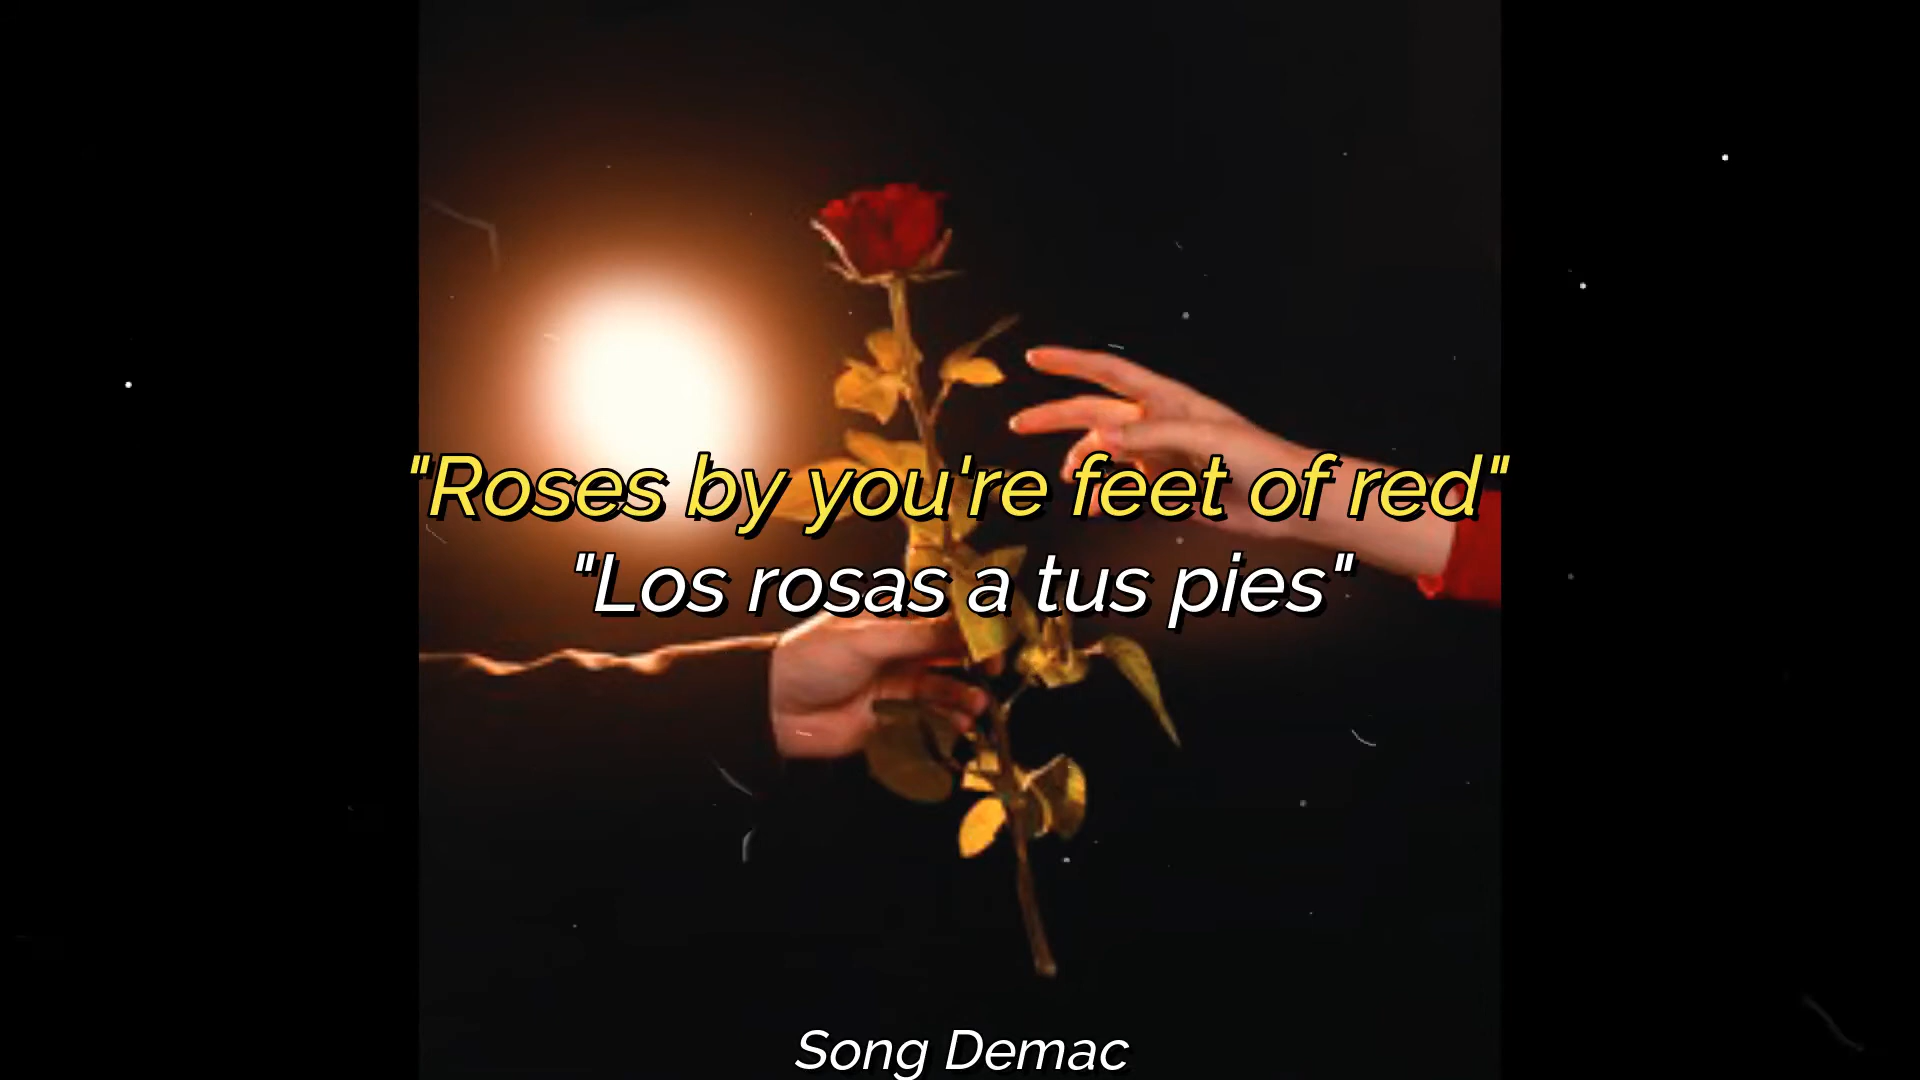 "Roses by you're feet of red"
"Los rosas a tus pies"
Song Demac